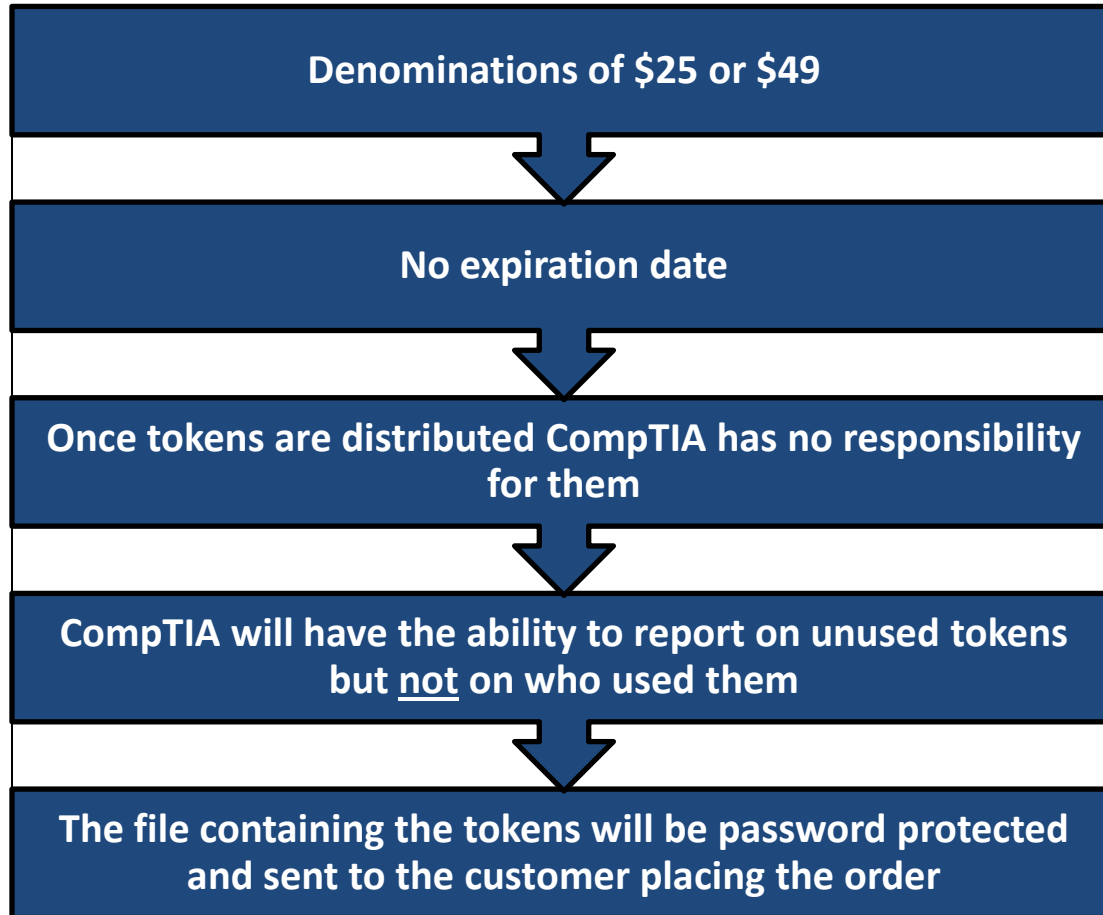 Denominations of $25 or $49
No expiration date
Once tokens are distributed CompTIA has no responsibility
for them
CompTIA will have the ability to report on unused tokens
but not on who used them
The file containing the tokens will be password protected
and sent to the customer placing the order